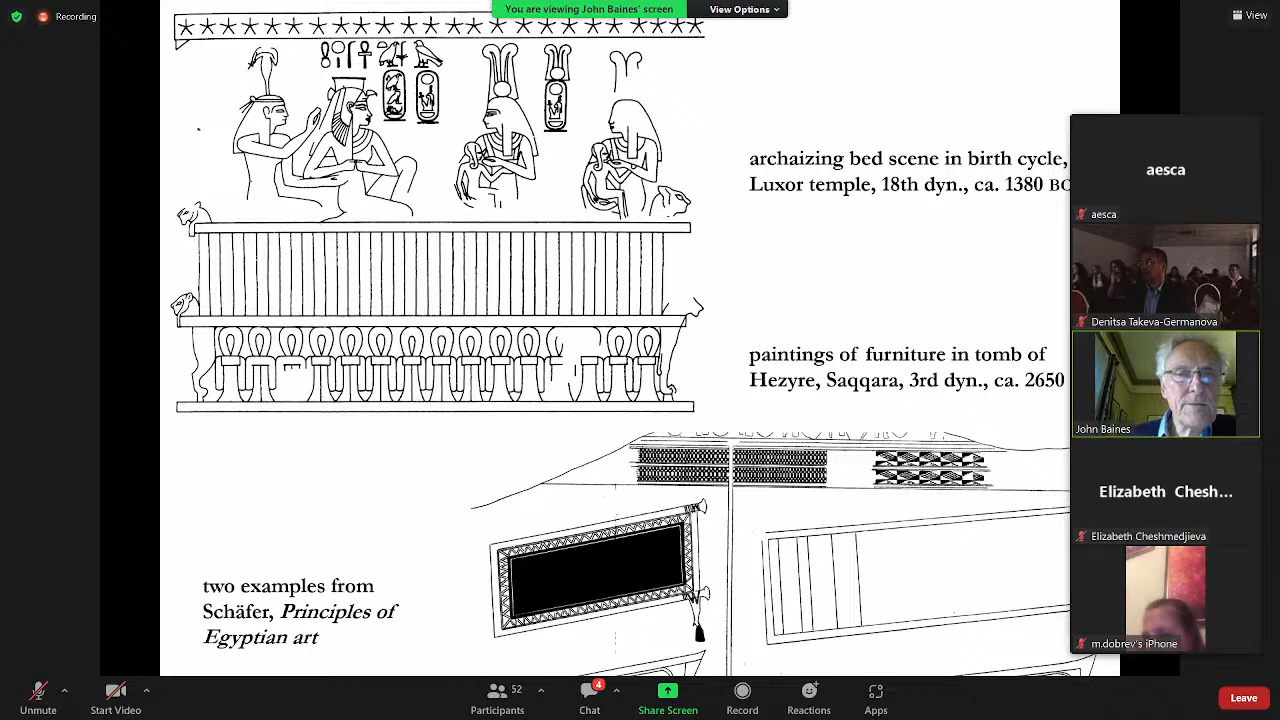 Recording
You are viewing John Baines' screen
View Options
View
archaizing bed scene in birth cycle,
Luxor temple, 18th dyn., ca. 1380
paintings of furniture in tomb of
Hezyre, Saqqara, 3rd dyn., ca. 2650
two examples from
Schäfer, Principles of
Egyptian art
aesca
aesca
Denitsa Takeva-Germanova
John Baines
Elizabeth Chesh...
Elizabeth Cheshmedjieva
m.dobrev's iPhone
Unmute
Start Video
52
Participants
4
Chat
Share Screen
Record
Reactions
Apps
Leave